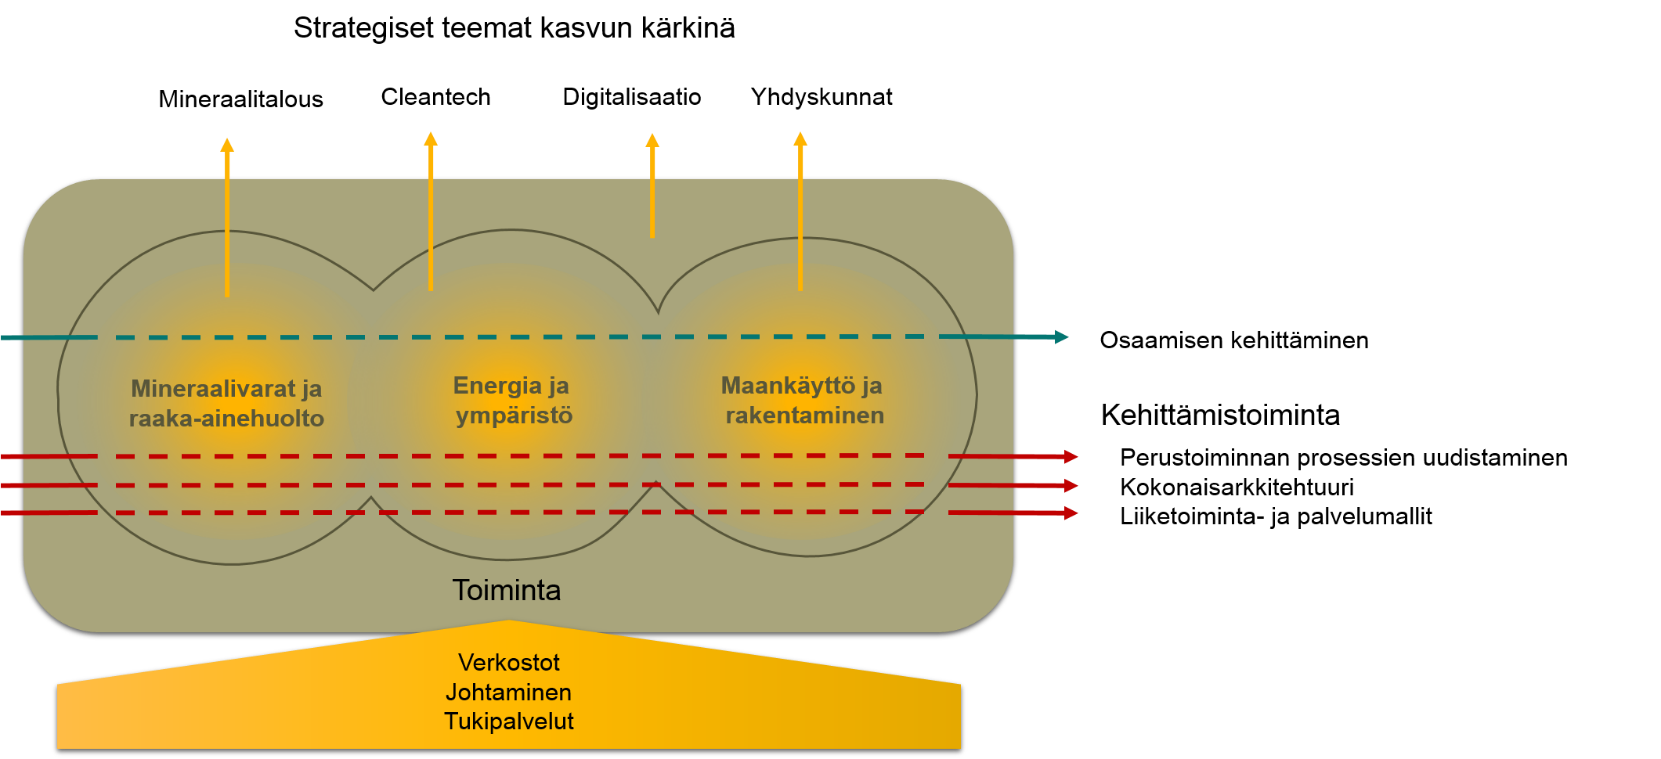 Strategiset teemat kasvun kärkinä
Mineraalitalous
Cleantech
Digitalisaatio
Yhdyskunnat
Osaamisen kehittäminen
Mineraalivarat ja
raaka-ainehuolto
Energia ja
ympäristö
Maankäyttö ja
rakentaminen
Kehittämistoiminta
Perustoiminnan prosessien uudistaminen
Kokonaisarkkitehtuuri
Liiketoiminta- ja palvelumallit
Toiminta
Verkostot
Johtaminen
Tukipalvelut